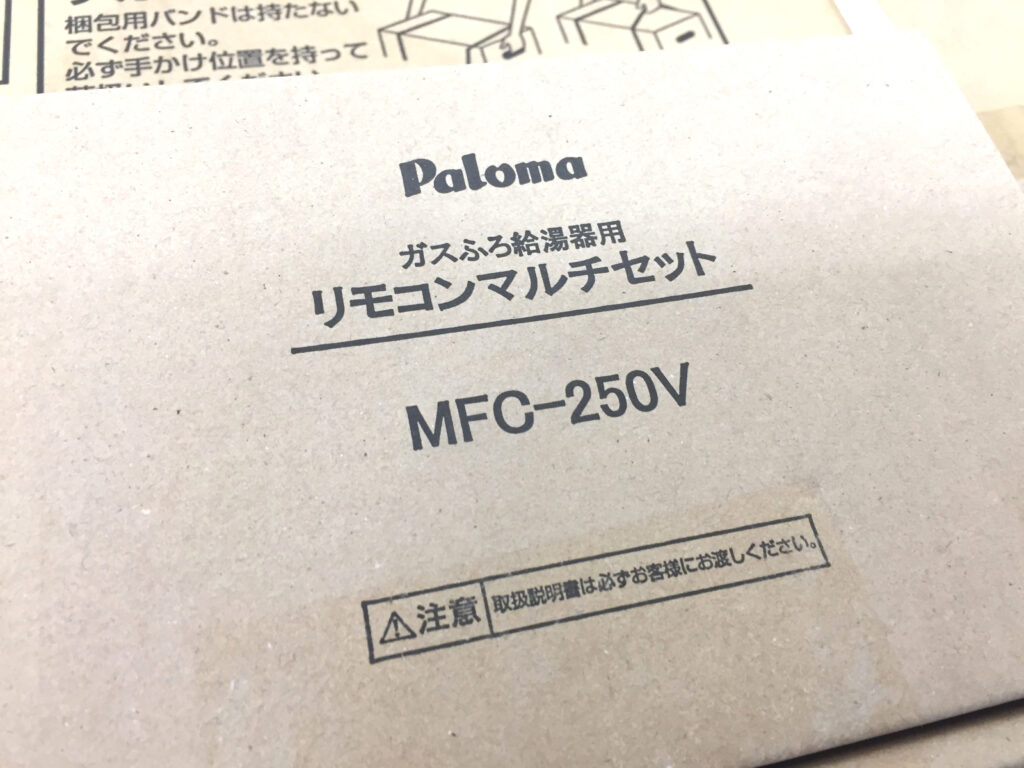 梱包用バンドは持たない
でください。
必ず手かけ位置を持って
Paloma
ガスふろ給湯器用
リモコンマルチセット
MFC-250V
⚠注意 取扱説明書は必ずお客様にお渡しください。